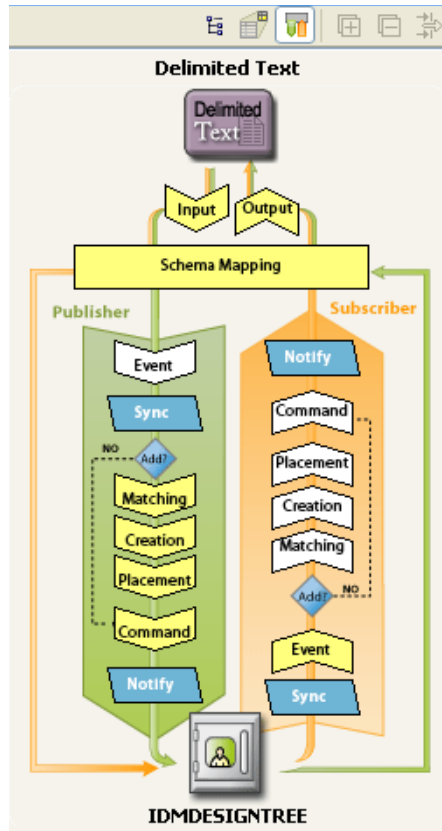 Delimited Text
Delimited
Text
Input
Output
Schema Mapping
Publisher
Subscriber
Event
Sync
NO
Add?
Matching
Creation
Placement
Command
Notify
Notify
Command
Placement
Creation
Matching
Add?
NO
Event
Sync
IDMDESIGNTREE